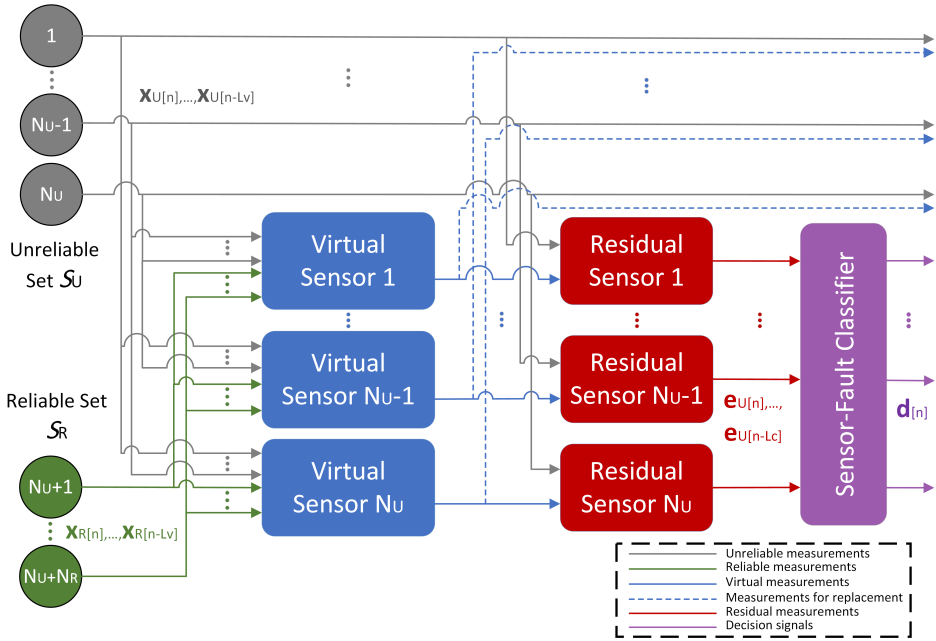 1
NU-1
NU
Unreliable
Set SU
Reliable Set
SR
NU+1
NU+NR
xU[n],...,xU[n-Lv]
xR[n],...,xR[n-Lv]
Virtual
Sensor 1
Virtual
Sensor NU-1
Virtual
Sensor NU
Residual
Sensor 1
Residual
Sensor NU-1
Residual
Sensor NU
eU[n],...,
eU[n-Lc]
Sensor-Fault Classifier
d[n]
Unreliable measurements
Reliable measurements
Virtual measurements
Measurements for replacement
Residual measurements
Decision signals